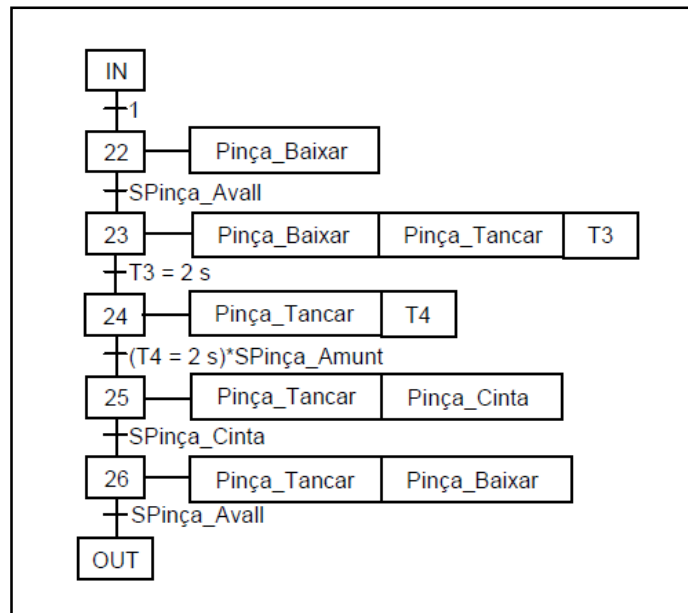 IN
1
22 Pinça_Baixar
SPinça_Avall
23 Pinça_Baixar Pinça_Tancar T3
T3 = 2 s
24 Pinça_Tancar T4
(T4 = 2 s)*SPinça_Amunt
25 Pinça_Tancar Pinça_Cinta
SPinça_Cinta
26 Pinça_Tancar Pinça_Baixar
SPinça_Avall
OUT